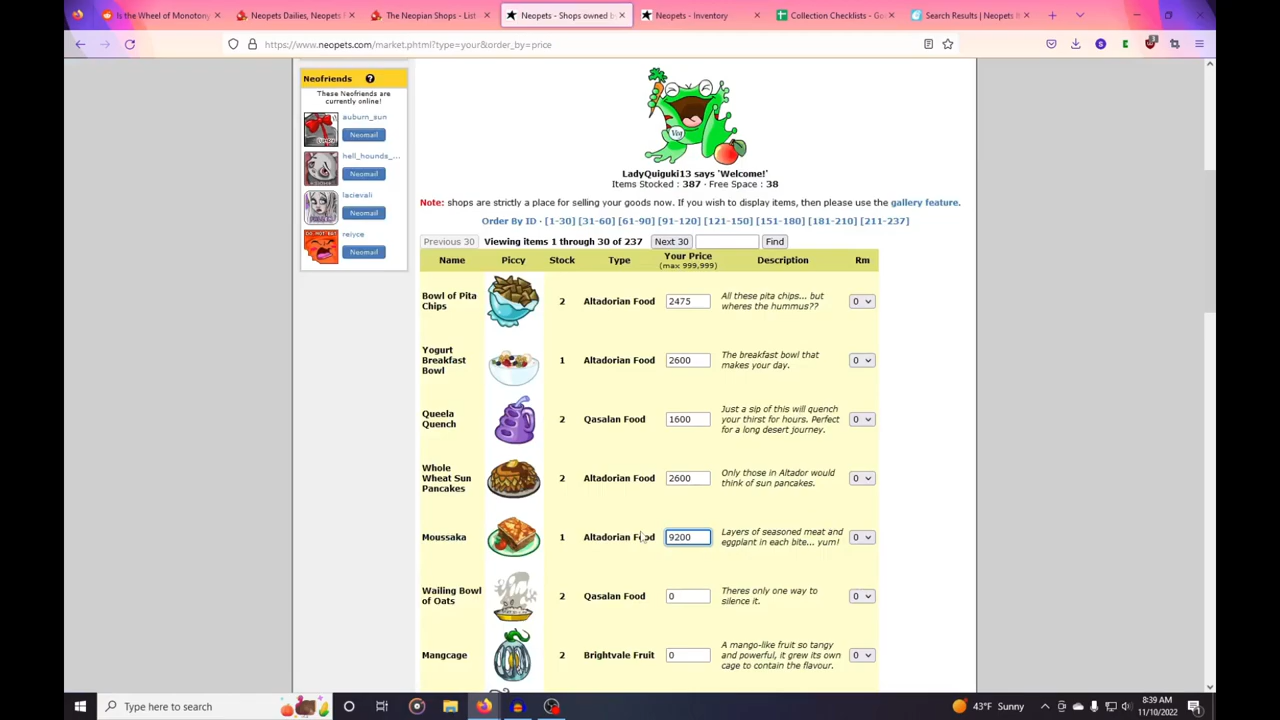 Is the Wheel of Monotony
Neopets Dailies, Neopets F
The Neopian Shops - List
Neopets - Shops owned b
Neopets - Inventory
Collection Checklists - Go
Search Results | Neopets It
https://www.neopets.com/market.phtml?type=your&order_by=price
Neofriends ?
These Neofriends are
currently online!
auburn_sun
Neomail
hell_hounds_...
Neomail
lacievali
Neomail
reiyce
Neomail
Veg
LadyQuiguki13 says 'Welcome!'
Items Stocked : 387 · Free Space : 38
Note: shops are strictly a place for selling your goods now. If you wish to display items, then please use the gallery feature.
Order By ID · [1-30] [31-60] [61-90] [91-120] [121-150] [151-180] [181-210] [211-237]
Previous 30 Viewing items 1 through 30 of 237 Next 30 Find
Name Piccy Stock Type Your Price (max 999,999) Description Rm
Bowl of Pita Chips 2 Altadorian Food 2475 All these pita chips... but wheres the hummus?? 0
Yogurt Breakfast Bowl 1 Altadorian Food 2600 The breakfast bowl that makes your day. 0
Queela Quench 2 Qasalan Food 1600 Just a sip of this will quench your thirst for hours. Perfect for a long desert journey. 0
Whole Wheat Sun Pancakes 2 Altadorian Food 2600 Only those in Altador would think of sun pancakes. 0
Moussaka 1 Altadorian Food 9200 Layers of seasoned meat and eggplant in each bite... yum! 0
Wailing Bowl of Oats 2 Qasalan Food 0 Theres only one way to silence it. 0
Mangcage 2 Brightvale Fruit 0 A mango-like fruit so tangy and powerful, it grew its own cage to contain the flavour. 0
Type here to search
43°F Sunny
8:39 AM
11/10/2022